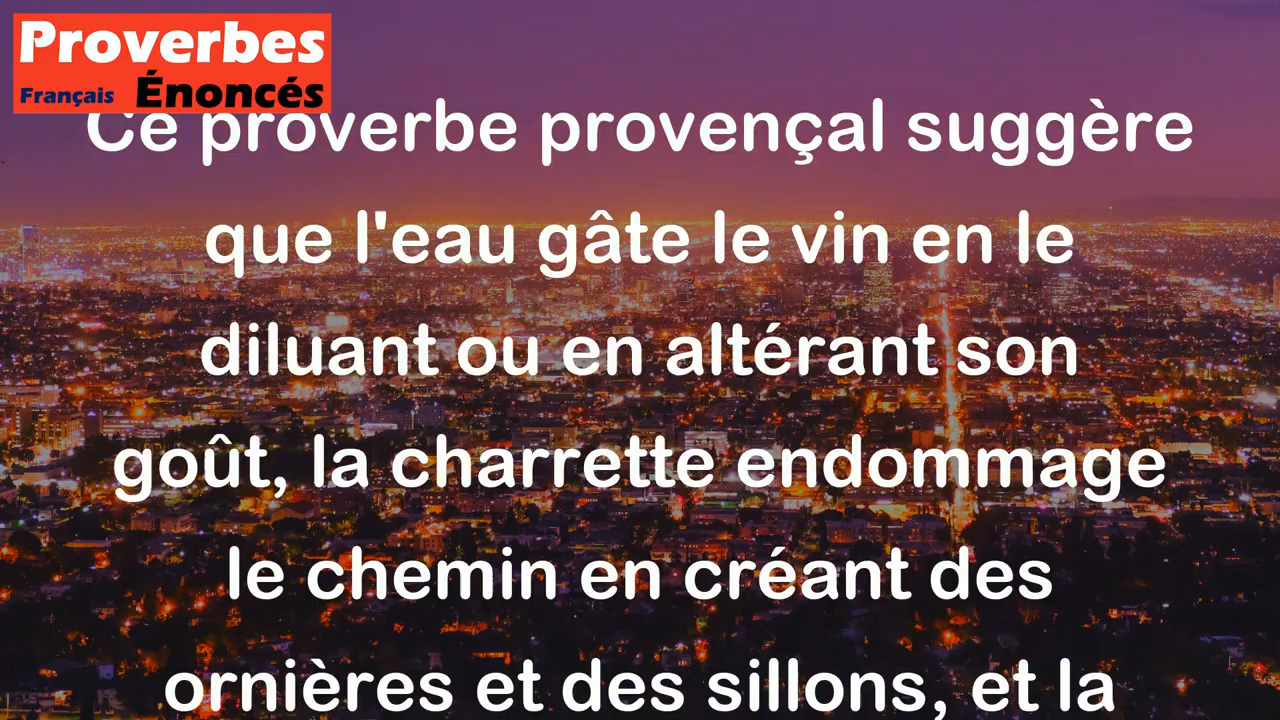 Proverbes
Français Énoncés
Ce proverbe provençal suggère
que l'eau gâte le vin en le
diluant ou en altérant son
goût, la charrette endommage
le chemin en créant des
ornières et des sillons, et la